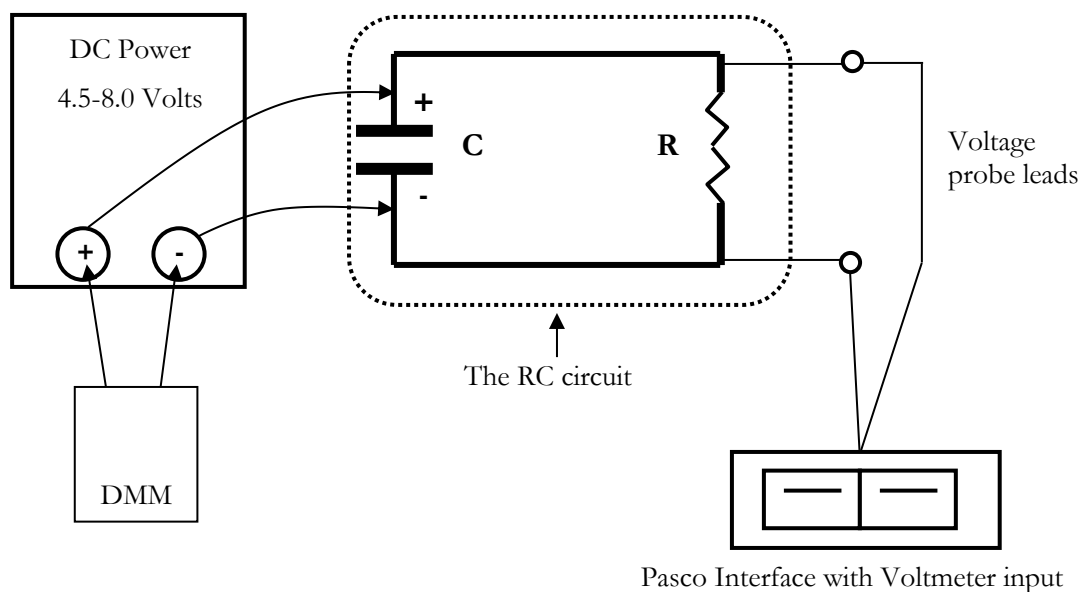 DC Power
4.5-8.0 Volts
+
-
+
C
-
R
Voltage
probe leads
The RC circuit
DMM
Pasco Interface with Voltmeter input